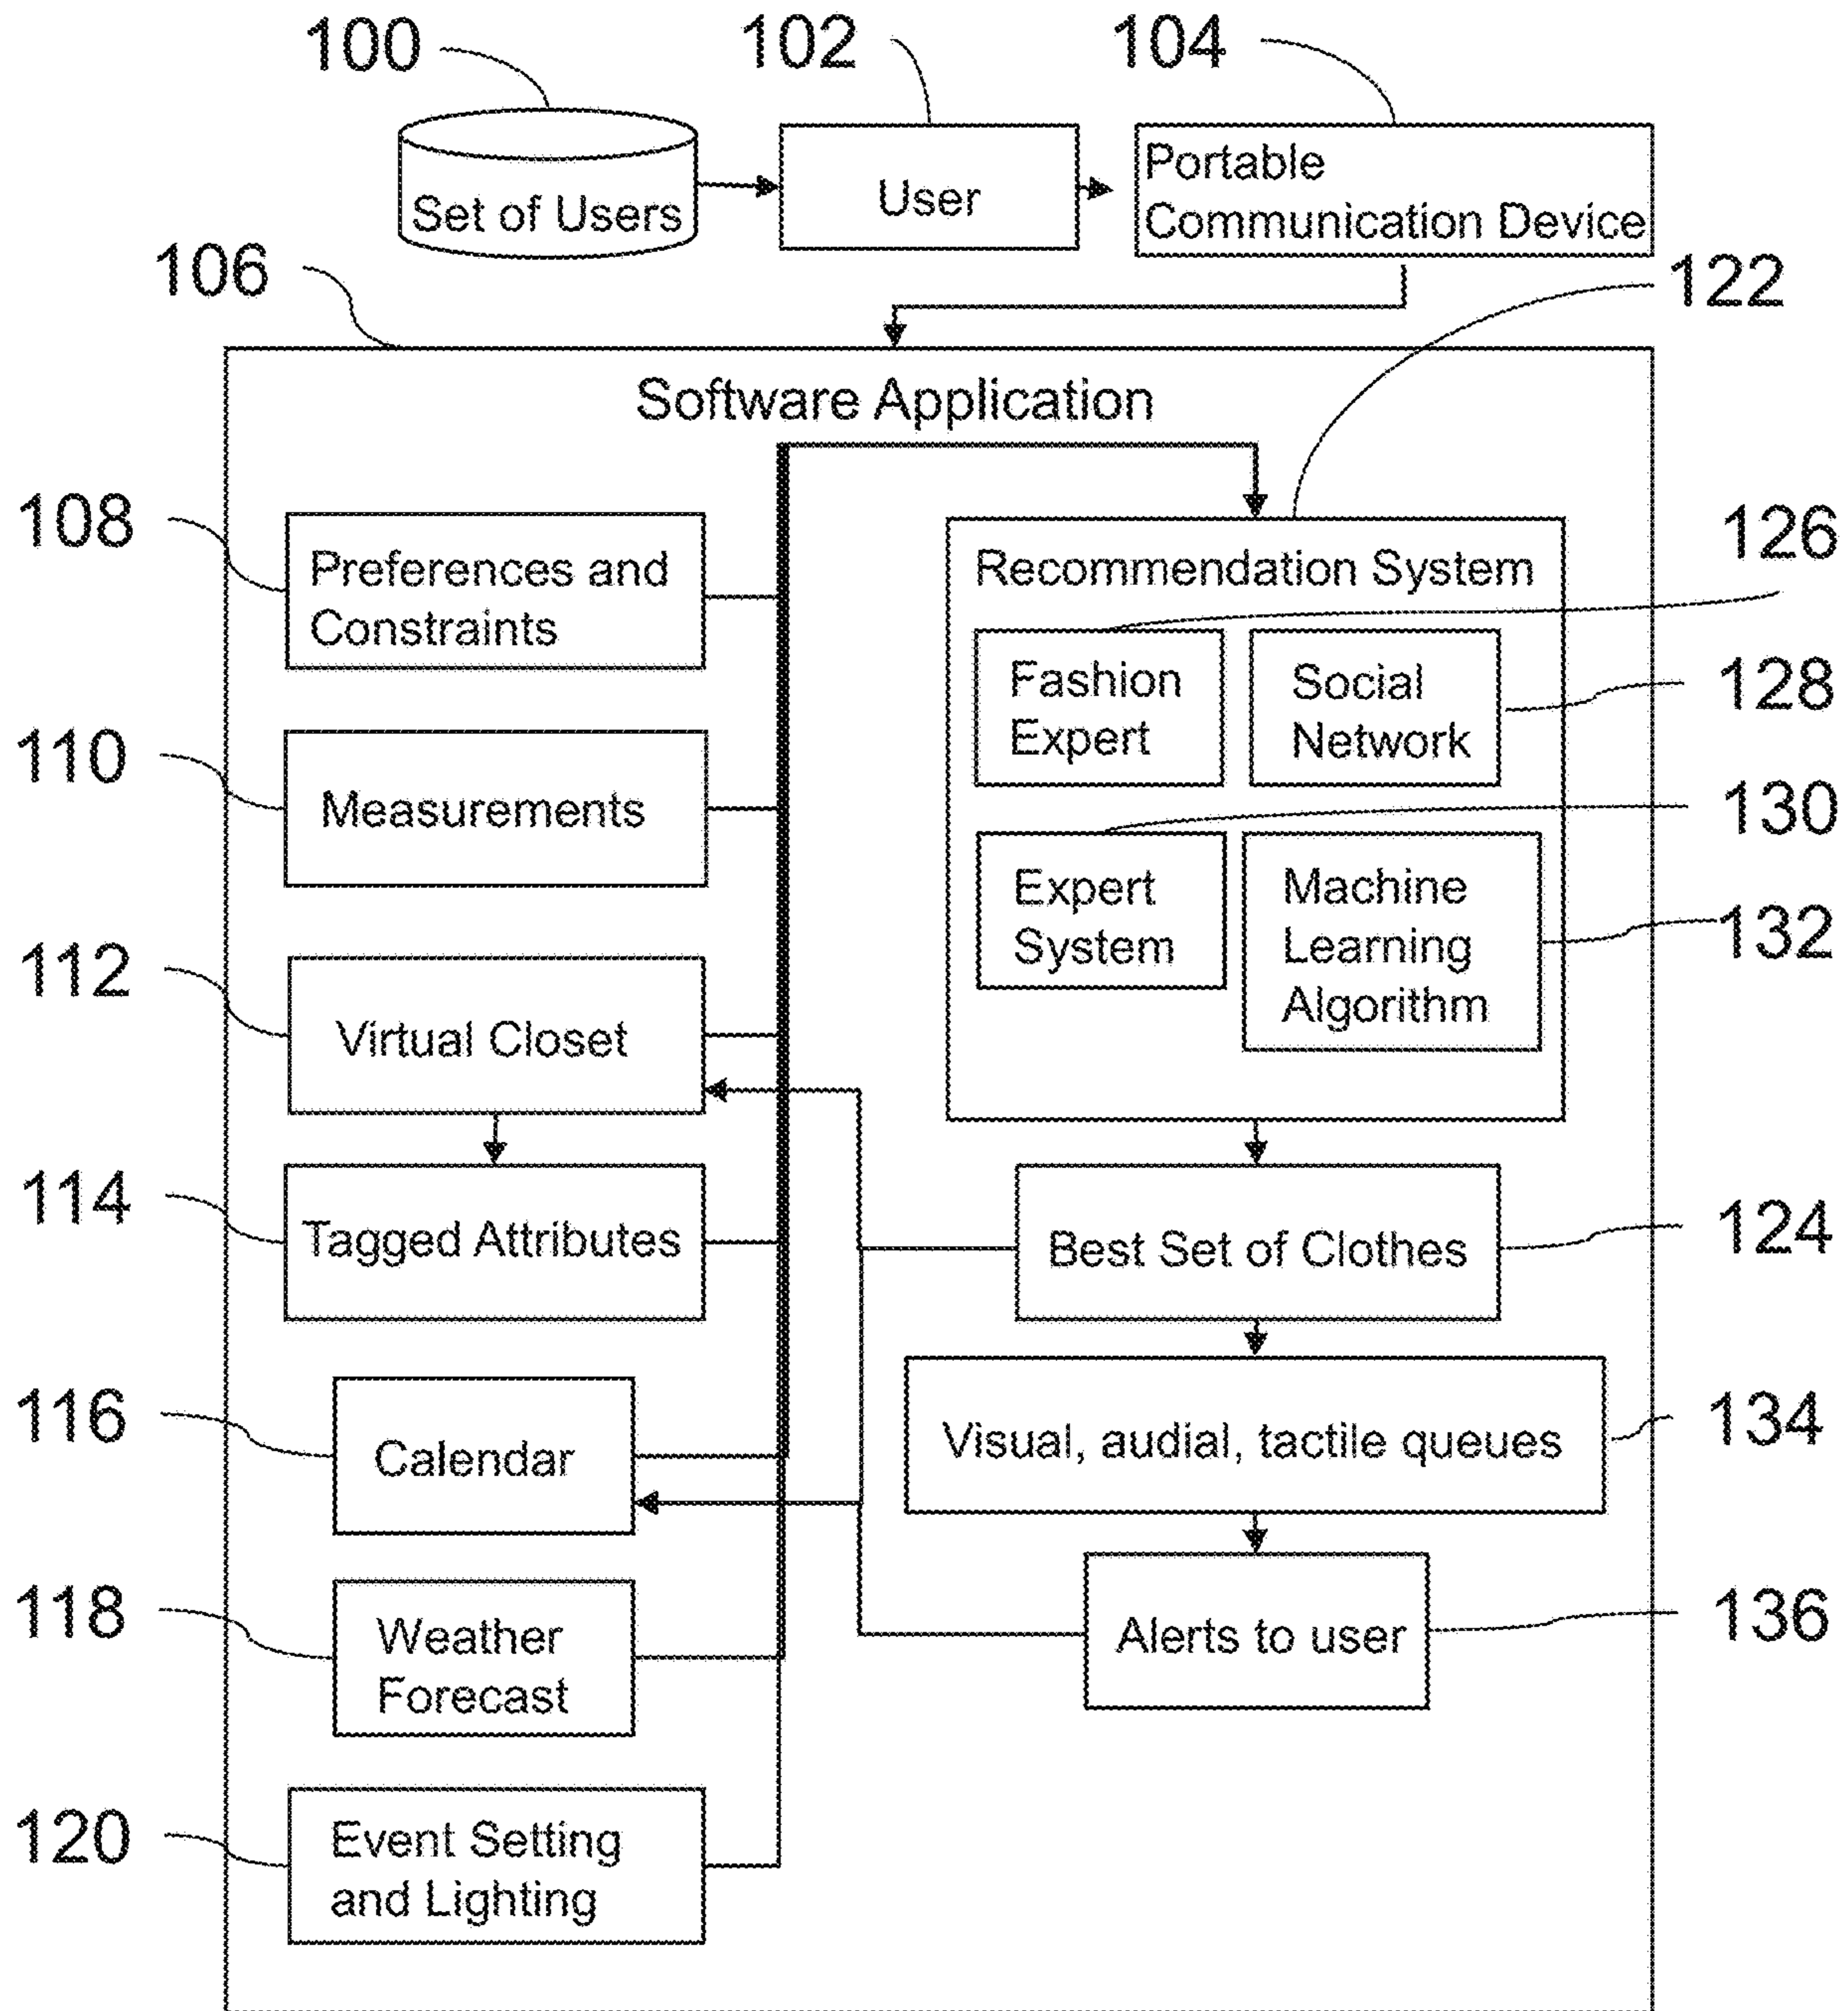 100
102
104
Set of Users
User
Portable
Communication Device
106
122
Software Application
108
Preferences and
Constraints
Recommendation System
126
Fashion
Expert
Social
Network
128
110
Measurements
130
Expert
System
Machine
Learning
Algorithm
132
112
Virtual Closet
114
Tagged Attributes
Best Set of Clothes
124
116
Calendar
Visual, audial, tactile queues
134
118
Weather
Forecast
Alerts to user
136
120
Event Setting
and Lighting